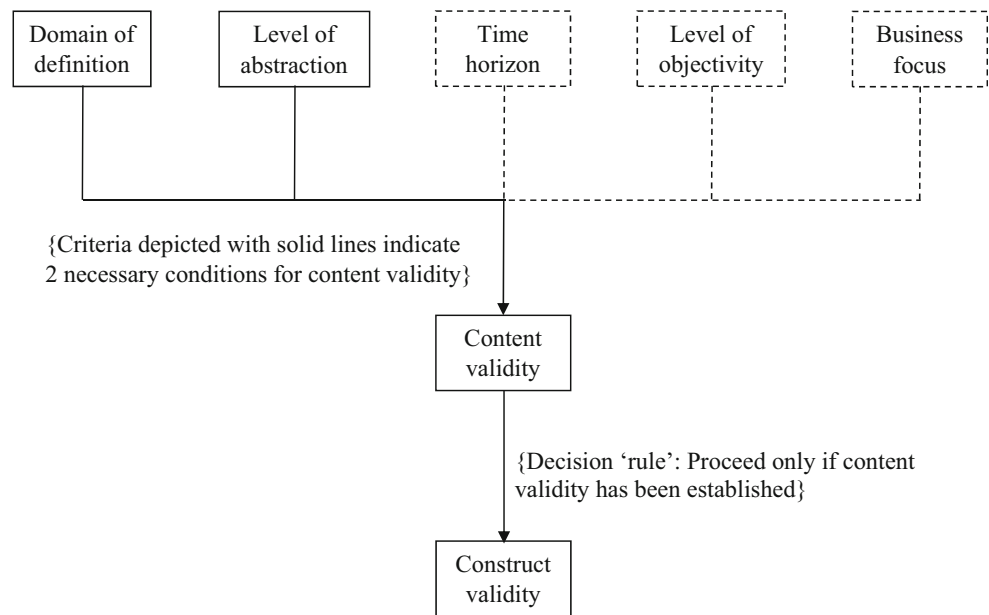 Domain of
definition
Level of
abstraction
Time
horizon
Level of
objectivity
Business
focus
{Criteria depicted with solid lines indicate
2 necessary conditions for content validity}
Content
validity
{Decision ‘rule’: Proceed only if content
validity has been established}
Construct
validity